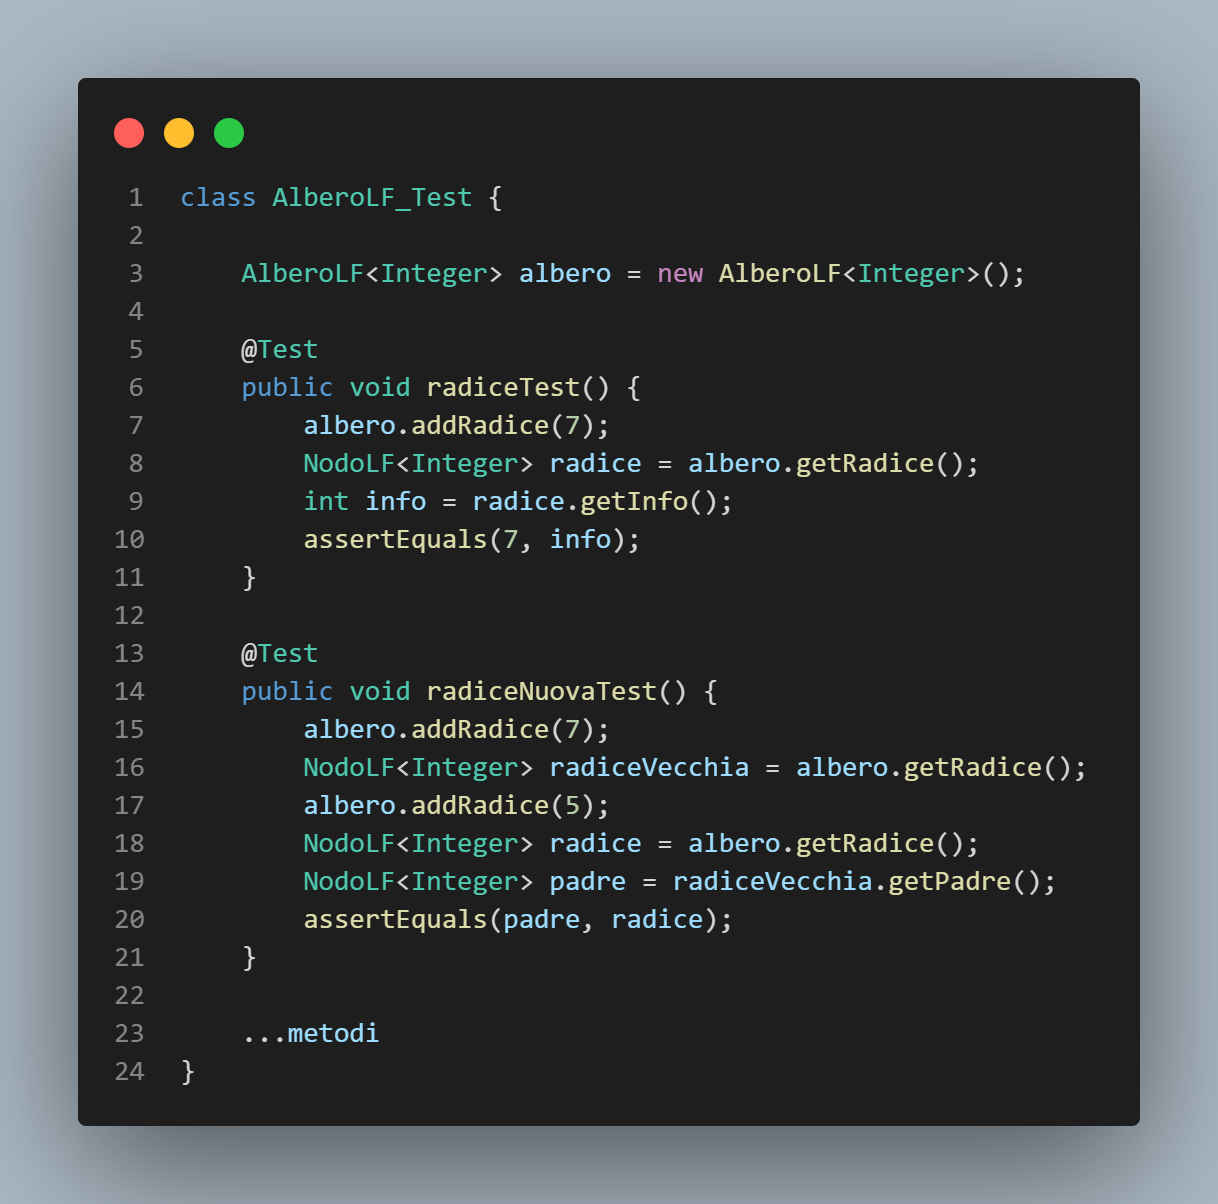 1 class AlberoLF_Test {
2
3 AlberoLF<Integer> albero = new AlberoLF<Integer>();
4
5 @Test
6 public void radiceTest() {
7 albero.addRadice(7);
8 NodoLF<Integer> radice = albero.getRadice();
9 int info = radice.getInfo();
10 assertEquals(7, info);
11 }
12
13 @Test
14 public void radiceNuovaTest() {
15 albero.addRadice(7);
16 NodoLF<Integer> radiceVecchia = albero.getRadice();
17 albero.addRadice(5);
18 NodoLF<Integer> radice = albero.getRadice();
19 NodoLF<Integer> padre = radiceVecchia.getPadre();
20 assertEquals(padre, radice);
21 }
22
23 ...metodi
24 }